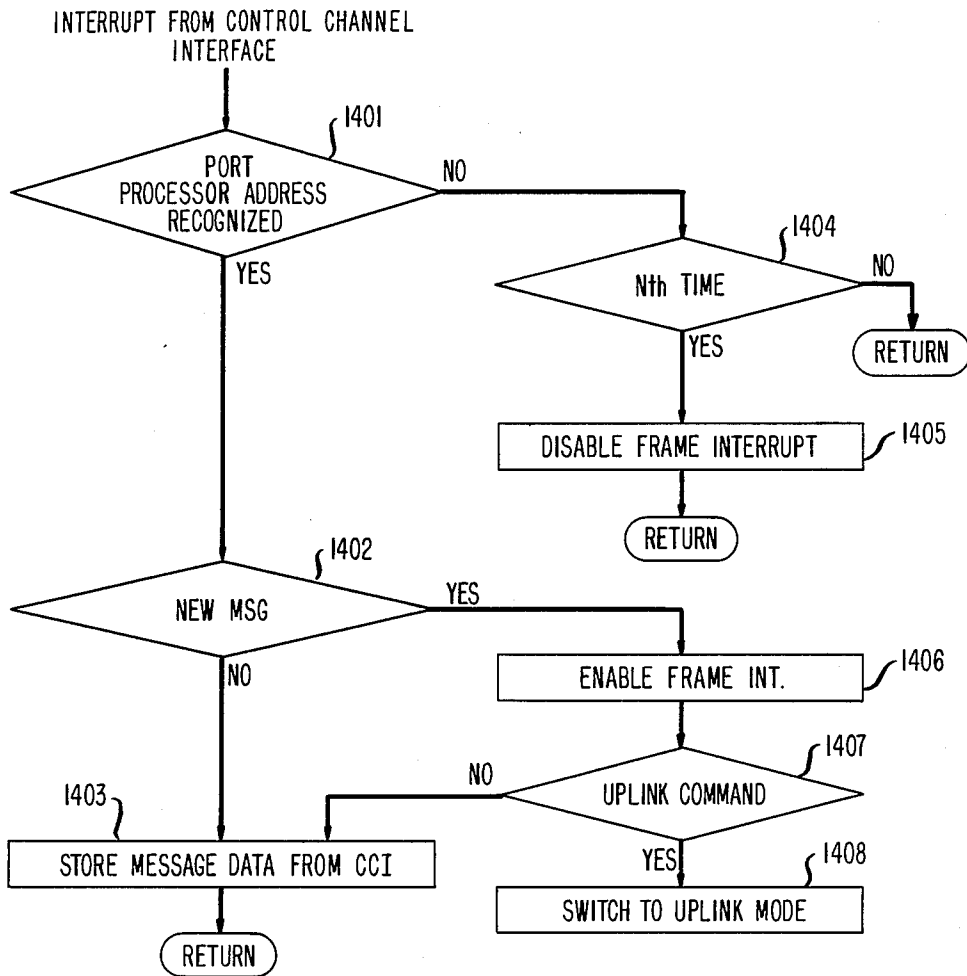 INTERRUPT FROM CONTROL CHANNEL
INTERFACE
1401
PORT
PROCESSOR ADDRESS
RECOGNIZED
NO
YES
1404
Nth TIME
NO
YES
RETURN
DISABLE FRAME INTERRUPT
1405
RETURN
1402
NEW MSG
YES
NO
ENABLE FRAME INT.
1406
1407
UPLINK COMMAND
NO
YES
1403
STORE MESSAGE DATA FROM CCI
1408
SWITCH TO UPLINK MODE
RETURN